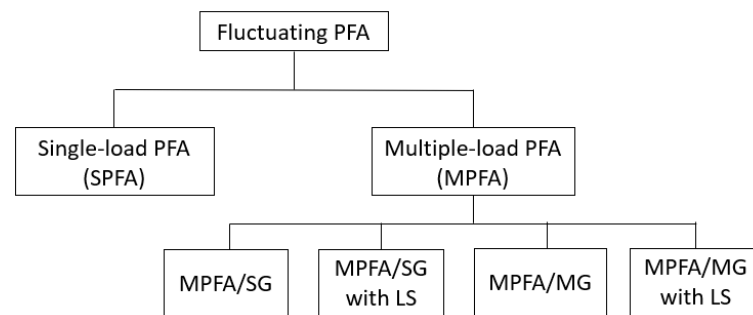 Fluctuating PFA
Single-load PFA
(SPFA)
Multiple-load PFA
(MPFA)
MPFA/SG
MPFA/SG
with LS
MPFA/MG
MPFA/MG
with LS